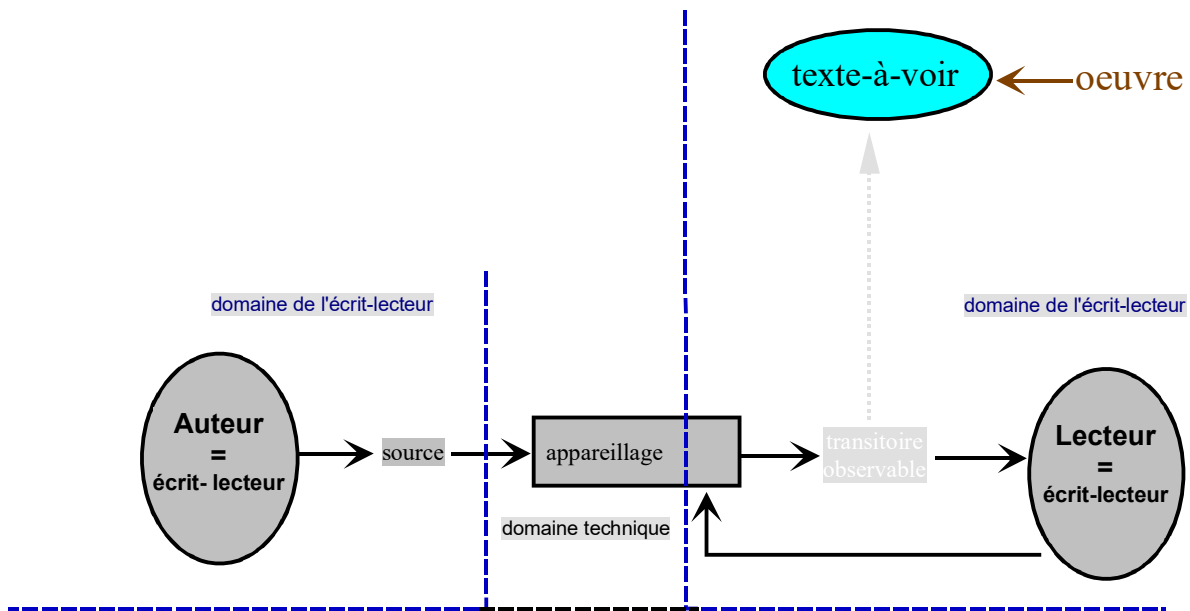 texte-à-voir
oeuvre
domaine de l'écrit-lecteur
domaine de l'écrit-lecteur
Auteur
=
écrit- lecteur
source
appareillage
transitoire
observable
Lecteur
=
écrit-lecteur
domaine technique